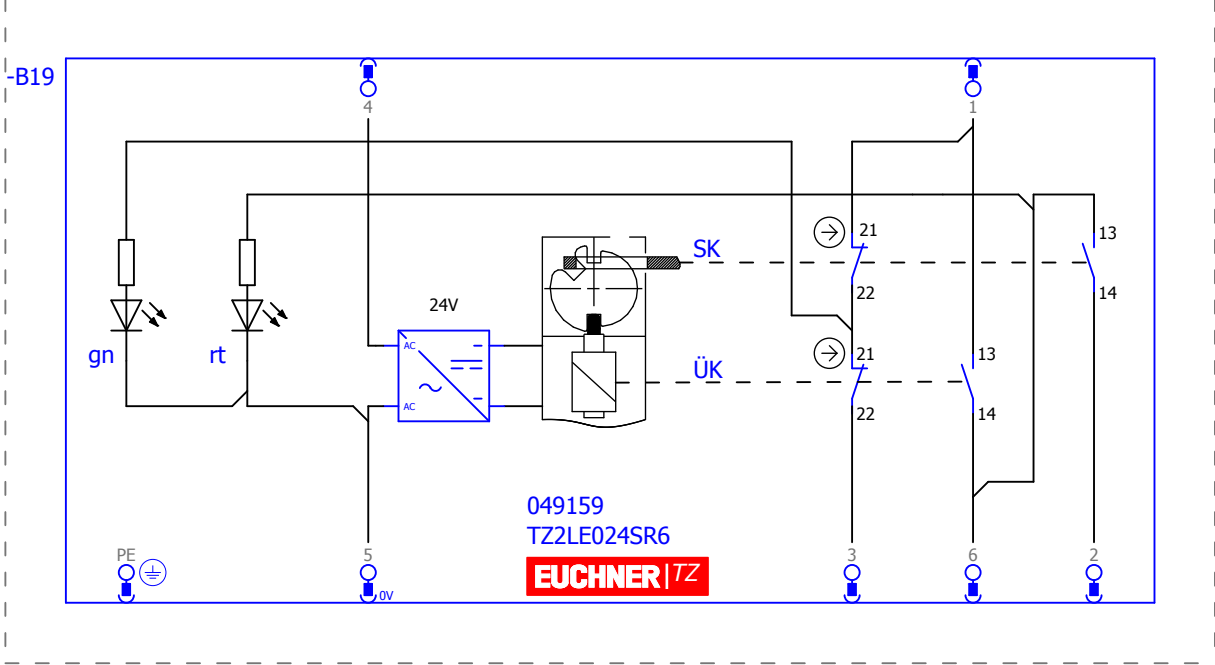 -B19
4
1
21
13
SK
22
14
24V
gn
rt
AC
21
13
ÜK
AC
22
14
049159
TZ2LE024SR6
EUCHNER|TZ
PE
5
3
6
2
0V